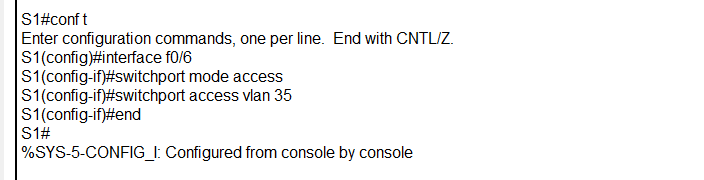 S1#conf t
Enter configuration commands, one per line.  End with CNTL/Z.
S1(config)#interface f0/6
S1(config-if)#switchport mode access
S1(config-if)#switchport access vlan 35
S1(config-if)#end
S1#
%SYS-5-CONFIG_I: Configured from console by console